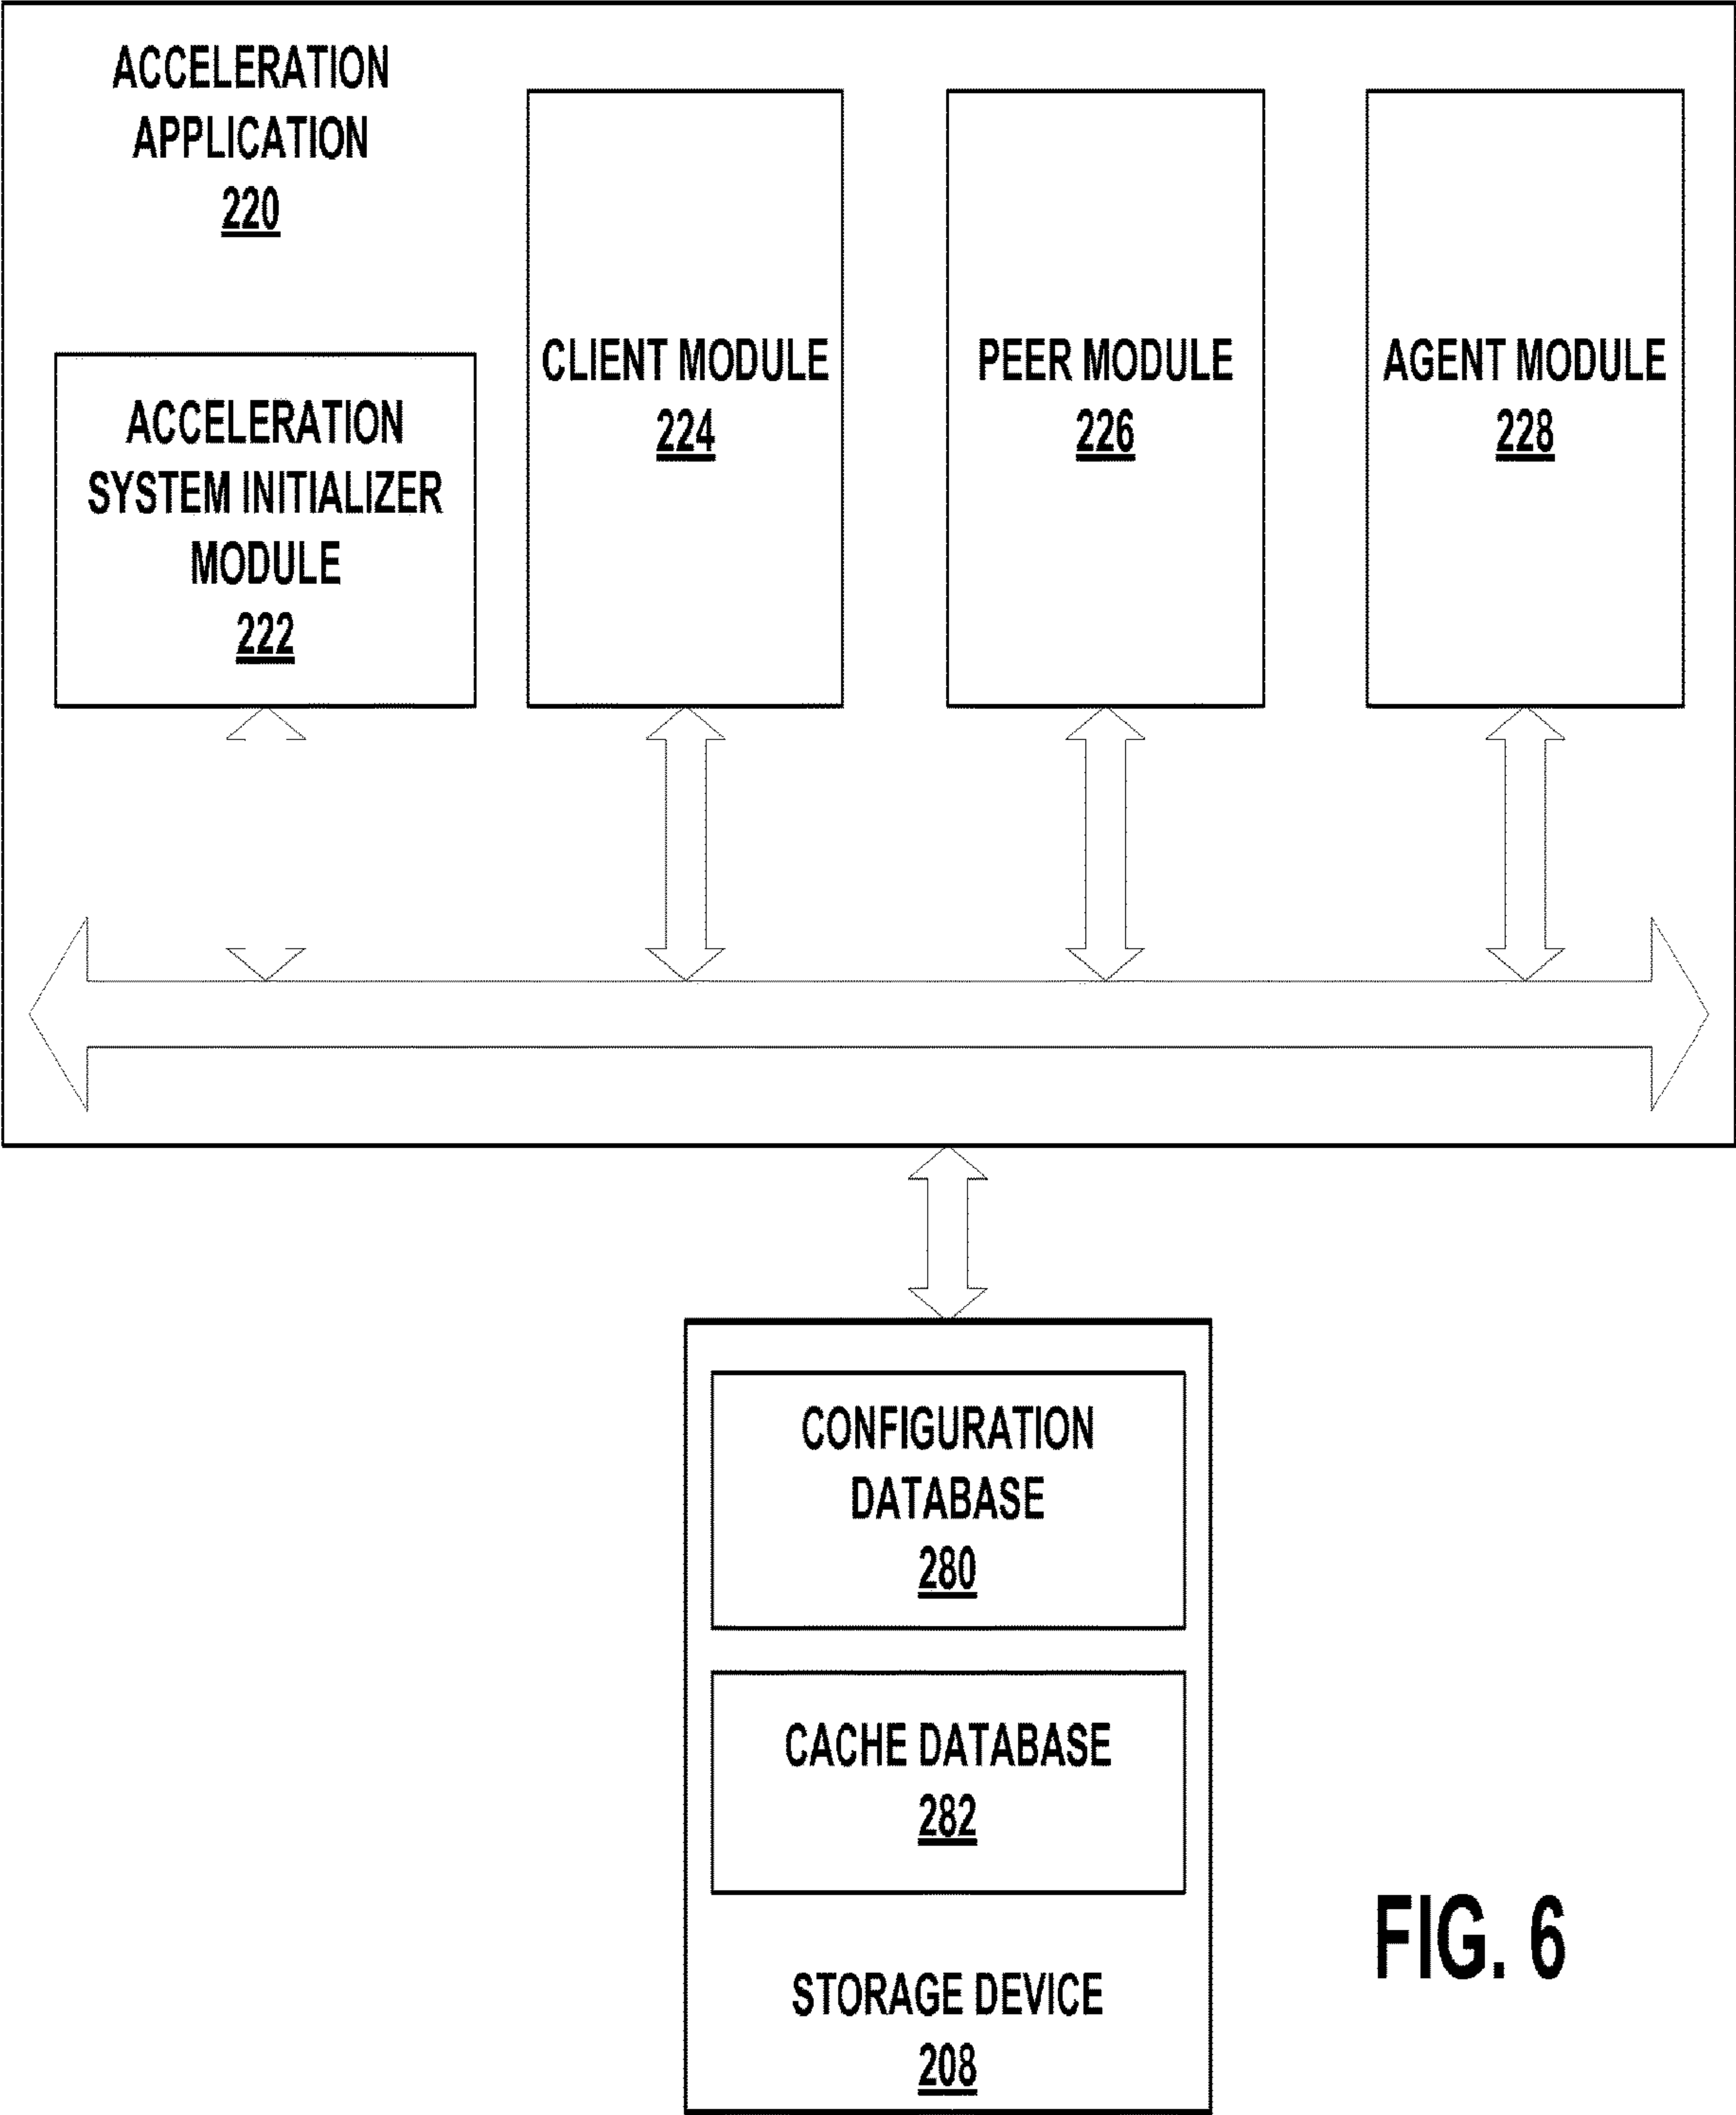 ACCELERATION
APPLICATION
220
ACCELERATION
SYSTEM INITIALIZER
MODULE
222
CLIENT MODULE
224
PEER MODULE
226
AGENT MODULE
228
CONFIGURATION
DATABASE
280
CACHE DATABASE
282
STORAGE DEVICE
208
FIG. 6